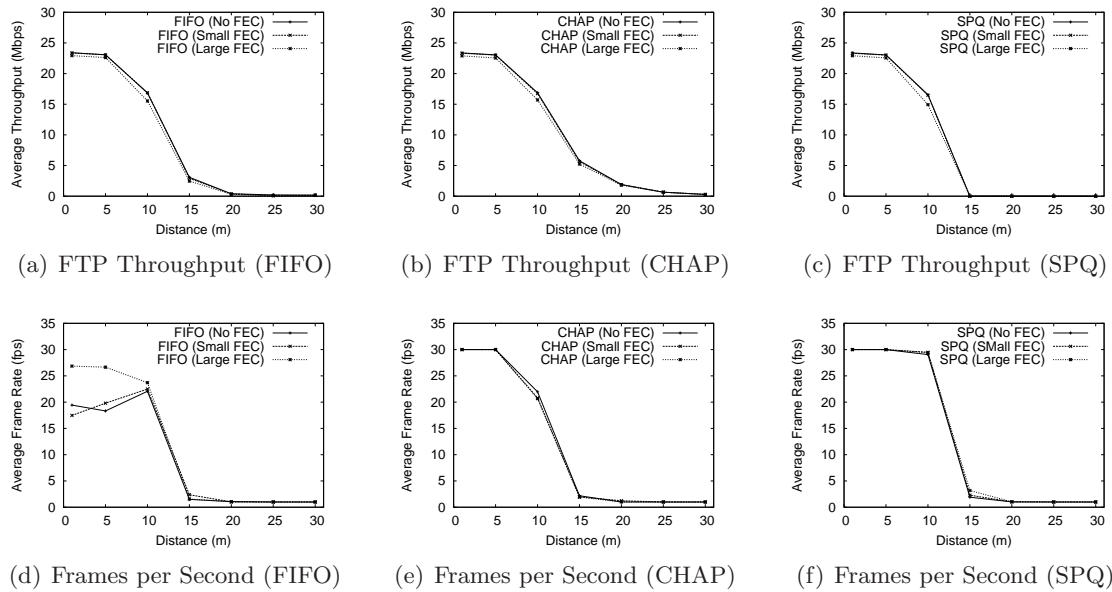 Average Throughput (Mbps)
30
25
20
15
10
5
0
FIFO (No FEC)
FIFO (Small FEC)
FIFO (Large FEC)
0 5 10 15 20 25 30
Distance (m)
(a) FTP Throughput (FIFO)
Average Throughput (Mbps)
30
25
20
15
10
5
0
CHAP (No FEC)
CHAP (Small FEC)
CHAP (Large FEC)
0 5 10 15 20 25 30
Distance (m)
(b) FTP Throughput (CHAP)
Average Throughput (Mbps)
30
25
20
15
10
5
0
SPQ (No FEC)
SPQ (Small FEC)
SPQ (Large FEC)
0 5 10 15 20 25 30
Distance (m)
(c) FTP Throughput (SPQ)
Average Frame Rate (fps)
35
30
25
20
15
10
5
0
FIFO (No FEC)
FIFO (Small FEC)
FIFO (Large FEC)
0 5 10 15 20 25 30
Distance (m)
(d) Frames per Second (FIFO)
Average Frame Rate (fps)
35
30
25
20
15
10
5
0
CHAP (No FEC)
CHAP (Small FEC)
CHAP (Large FEC)
0 5 10 15 20 25 30
Distance (m)
(e) Frames per Second (CHAP)
Average Frame Rate (fps)
35
30
25
20
15
10
5
0
SPQ (No FEC)
SPQ (SMall FEC)
SPQ (Large FEC)
0 5 10 15 20 25 30
Distance (m)
(f) Frames per Second (SPQ)